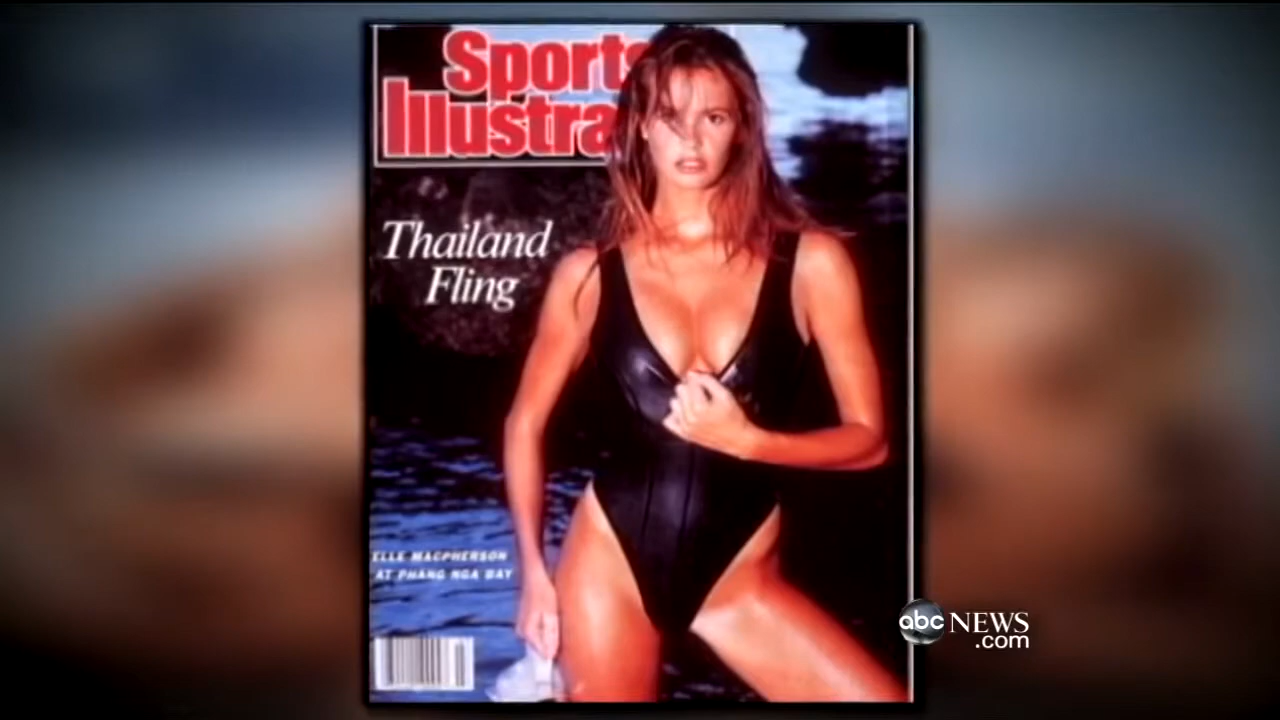 Sports
Illustra
Thailand
Fling
ELLE MACPHERSON
AT PHANG NGA BAY
abc NEWS
.com